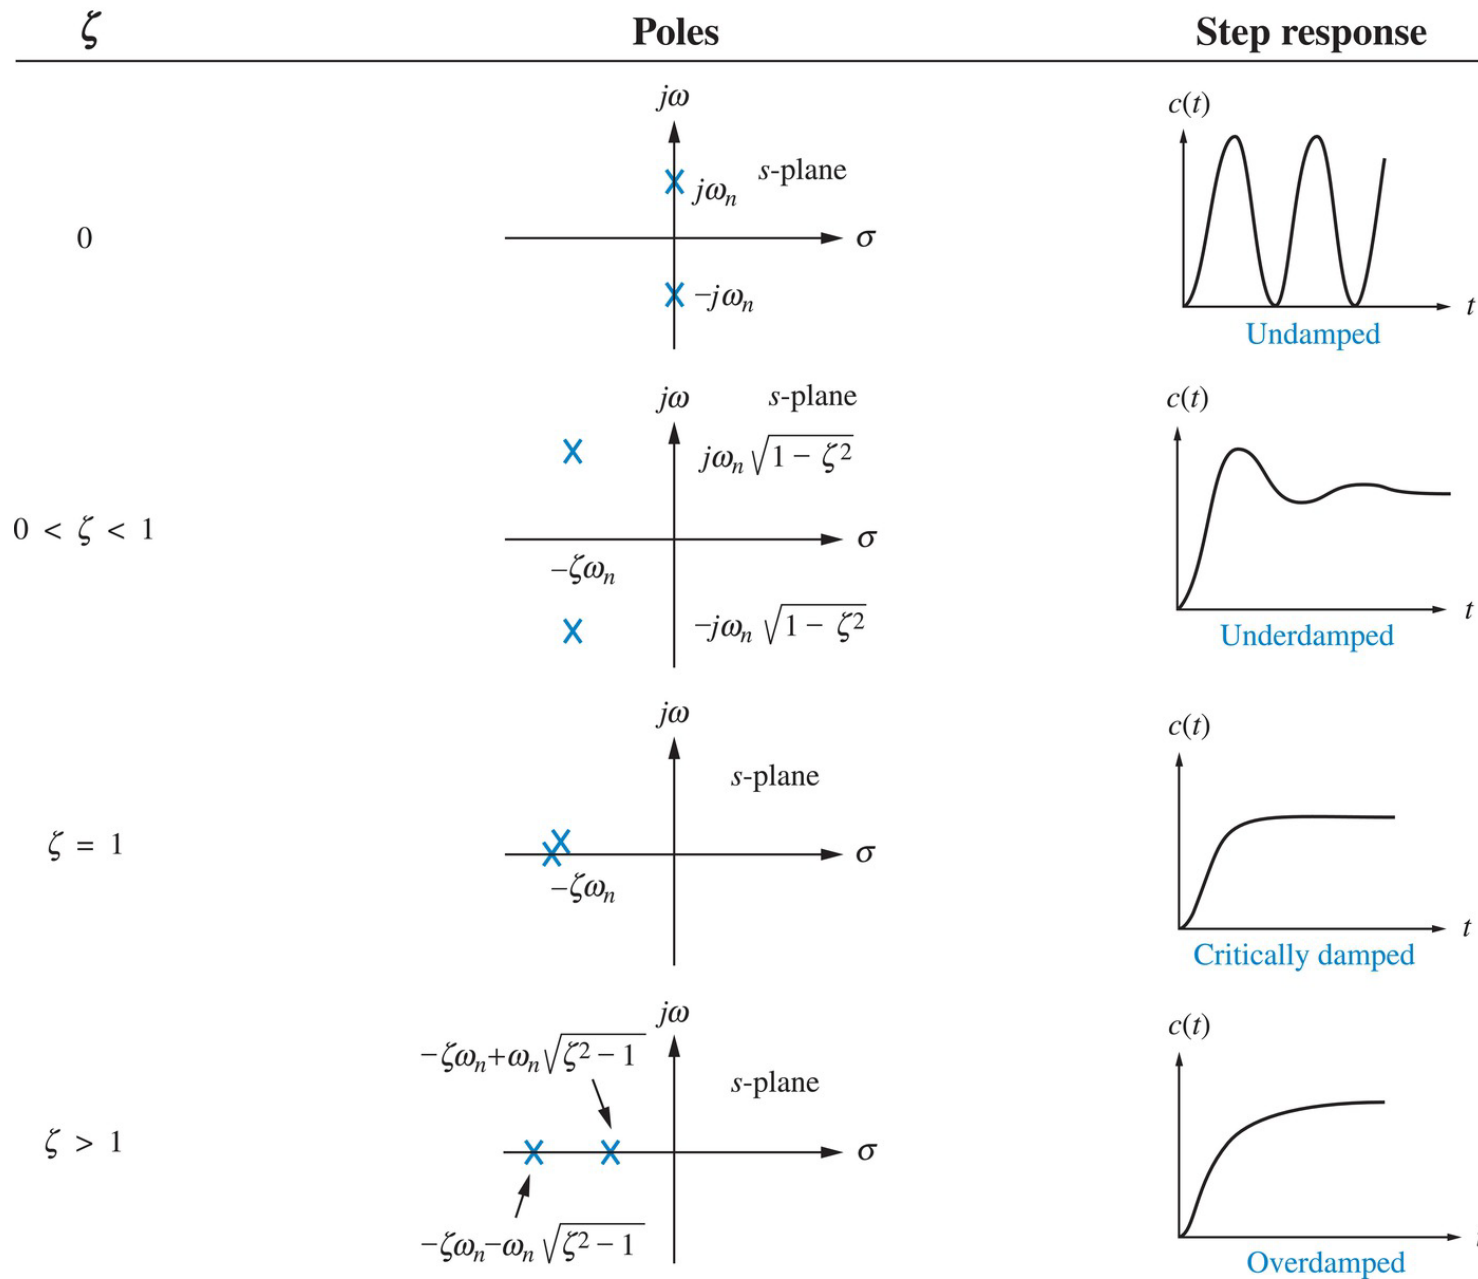 ζ Poles Step response
jω
s-plane
jωn
0
σ
−jωn
c(t)
t
Undamped
jω
s-plane
jωn √1 − ζ2
0 < ζ < 1
σ
−ζωn
−jωn √1 − ζ2
c(t)
t
Underdamped
jω
s-plane
ζ = 1
σ
−ζωn
c(t)
t
Critically damped
jω
−ζωn+ωn√ζ2 − 1
s-plane
ζ > 1
σ
−ζωn−ωn √ζ2 − 1
c(t)
Overdamped